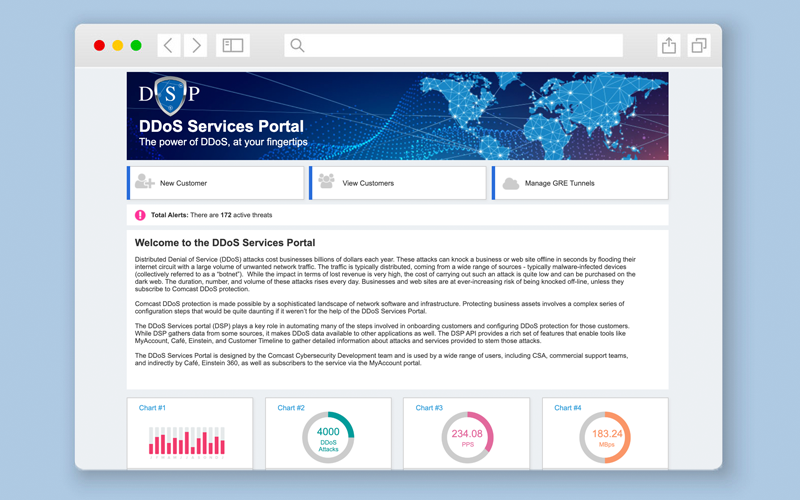 D S P
DDoS Services Portal
The power of DDoS, at your fingertips
New Customer
View Customers
Manage GRE Tunnels
Total Alerts: There are 172 active threats
Welcome to the DDoS Services Portal
Distributed Denial of Service (DDoS) attacks cost businesses billions of dollars each year. These attacks can knock a business or web site offline in seconds by flooding their
internet circuit with a large volume of unwanted network traffic. The traffic is typically distributed, coming from a wide range of sources - typically malware-infected devices
(collectively referred to as a "botnet"). While the impact in terms of lost revenue is very high, the cost of carrying out such an attack is quite low and can be purchased on the
dark web. The duration, number, and volume of these attacks rises every day. Businesses and web sites are at ever-increasing risk of being knocked off-line, unless they
subscribe to Comcast DDoS protection.
Comcast DDoS protection is made possible by a sophisticated landscape of network software and infrastructure. Protecting business assets involves a complex series of
configuration steps that would be quite daunting if it weren't for the help of the DDoS Services Portal.
The DDoS Services portal (DSP) plays a key role in automating many of the steps involved in onboarding customers and configuring DDoS protection for those customers.
While DSP gathers data from some sources, it makes DDoS data available to other applications as well. The DSP API provides a rich set of features that enable tools like
MyAccount, Café, Einstein, and Customer Timeline to gather detailed information about attacks and services provided to stem those attacks.
The DDoS Services Portal is designed by the Comcast Cybersecurity Development team and is used by a wide range of users, including CSA, commercial support teams,
and indirectly by Café, Einstein 360, as well as subscribers to the service via the MyAccount portal.
Chart #1
Chart #2
Chart #3
Chart #4
4000
DDoS
Attacks
234.08
PPS
183.24
MBps